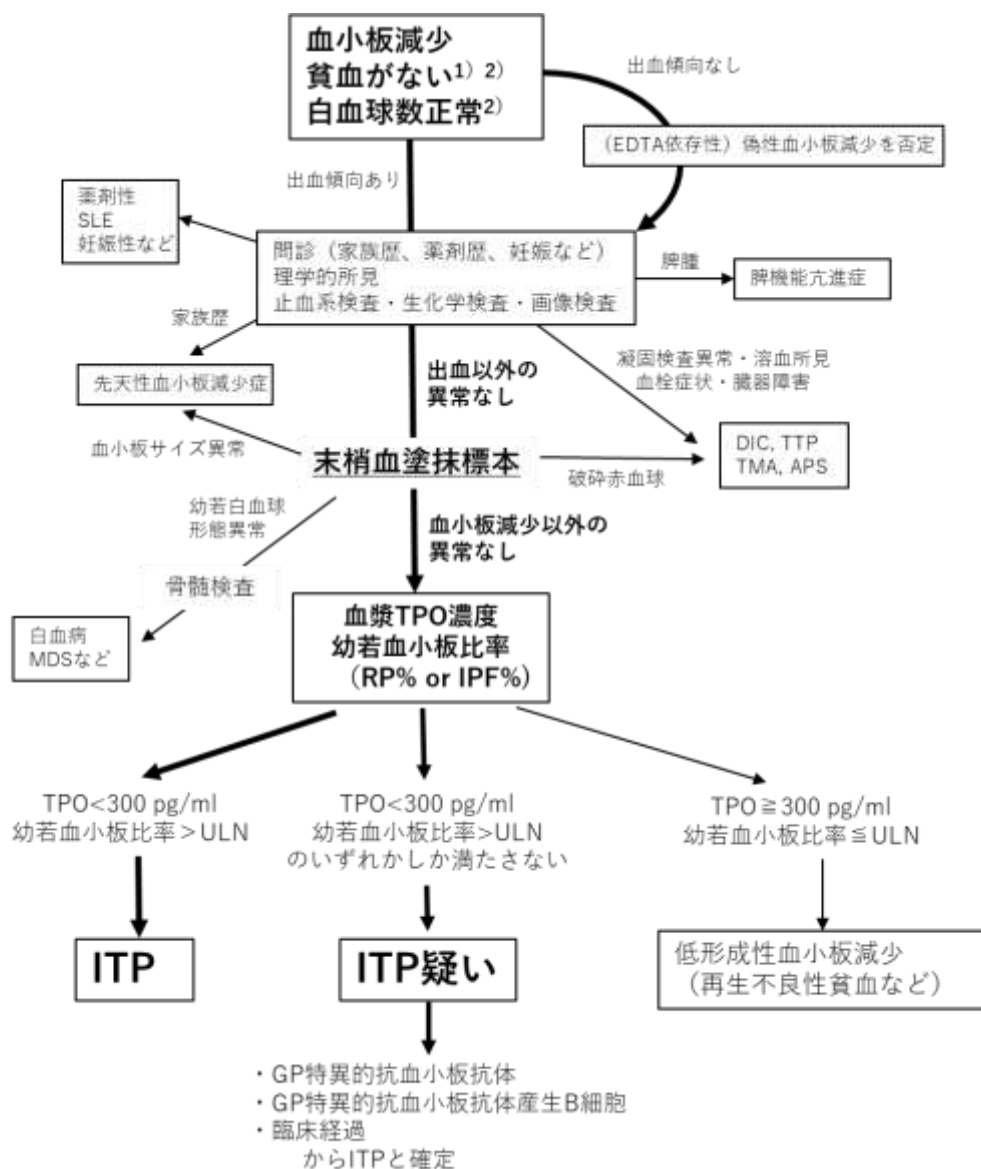 血小板減少
貧血がない1) 2)
白血球数正常2)
出血傾向なし
(EDTA依存性)偽性血小板減少を否定
出血傾向あり
薬剤性
SLE
妊娠性など
問診(家族歴、薬剤歴、妊娠など)
理学的所見
止血系検査・生化学検査・画像検査
脾腫
脾機能亢進症
家族歴
先天性血小板減少症
出血以外の
異常なし
凝固検査異常・溶血所見
血栓症状・臓器障害
血小板サイズ異常
末梢血塗抹標本
破砕赤血球
DIC, TTP
TMA, APS
幼若白血球
形態異常
血小板減少以外の
異常なし
骨髄検査
白血病
MDSなど
血漿TPO濃度
幼若血小板比率
(RP% or IPF%)
TPO<300 pg/ml
幼若血小板比率>ULN
TPO<300 pg/ml
幼若血小板比率>ULN
のいずれかしか満たさない
TPO≧300 pg/ml
幼若血小板比率≦ULN
ITP
ITP疑い
低形成性血小板減少
(再生不良性貧血など)
・GP特異的抗血小板抗体
・GP特異的抗血小板抗体産生B細胞
・臨床経過
からITPと確定